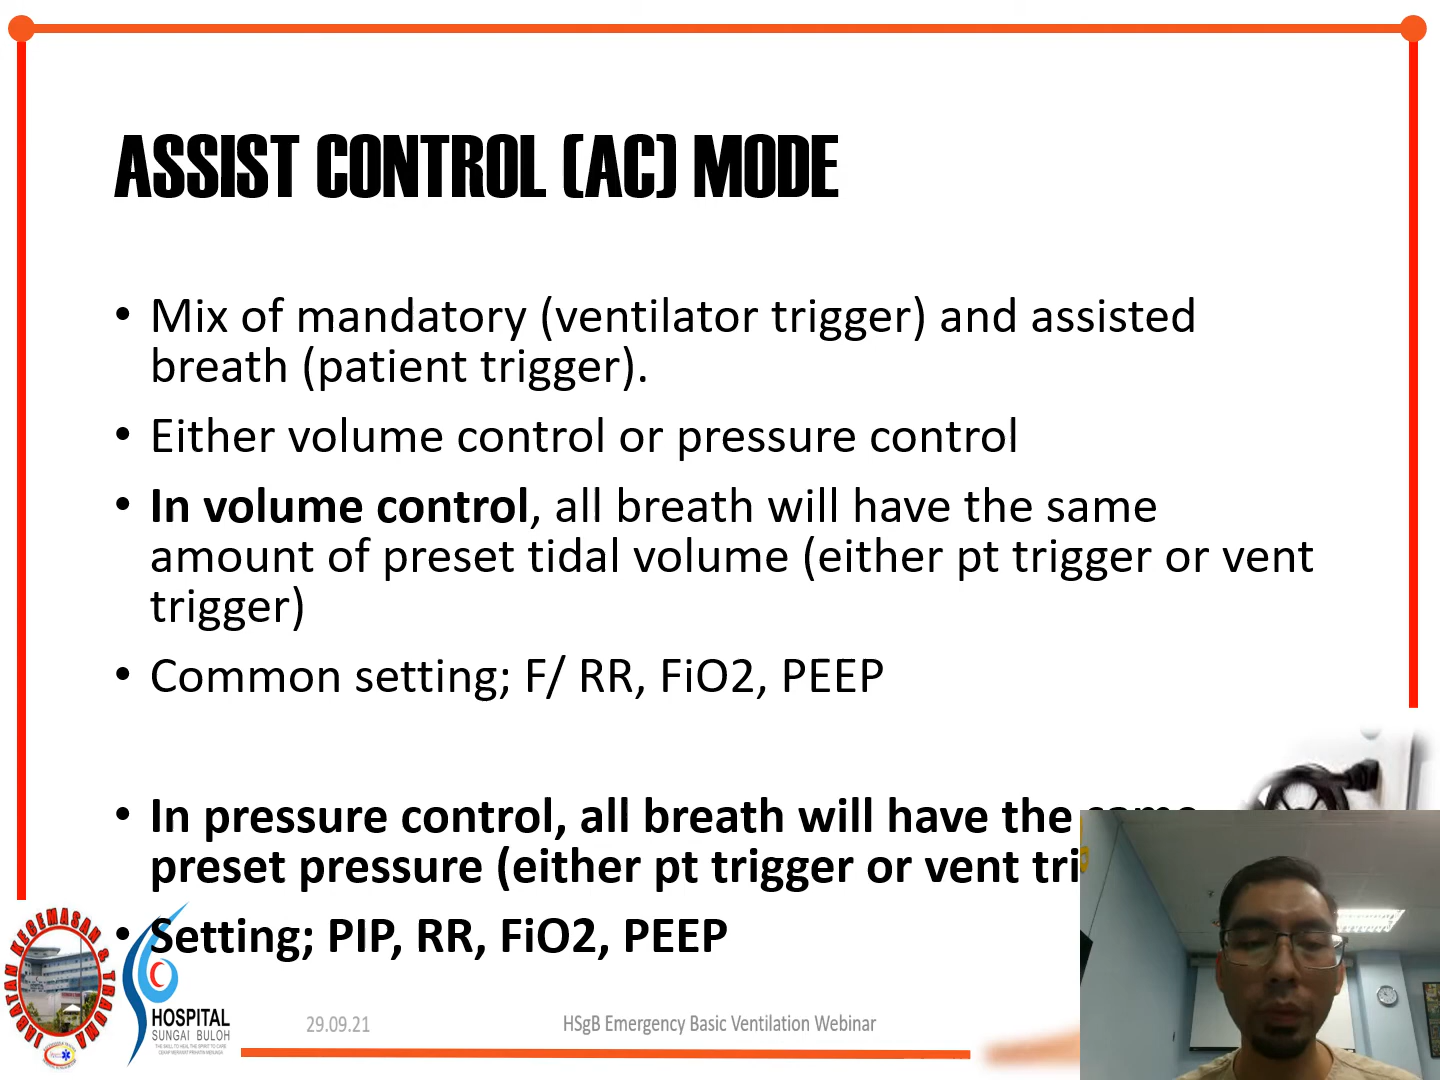 ASSIST CONTROL (AC) MODE
• Mix of mandatory (ventilator trigger) and assisted
breath (patient trigger).
• Either volume control or pressure control
• In volume control, all breath will have the same
amount of preset tidal volume (either pt trigger or vent
trigger)
• Common setting; F/ RR, FiO2, PEEP
• In pressure control, all breath will have the same
preset pressure (either pt trigger or vent tri
• Setting; PIP, RR, FiO2, PEEP
JABATAN KECEMASAN & TRAUMA
HOSPITAL
SUNGAI BULOH
29.09.21
HSgB Emergency Basic Ventilation Webinar